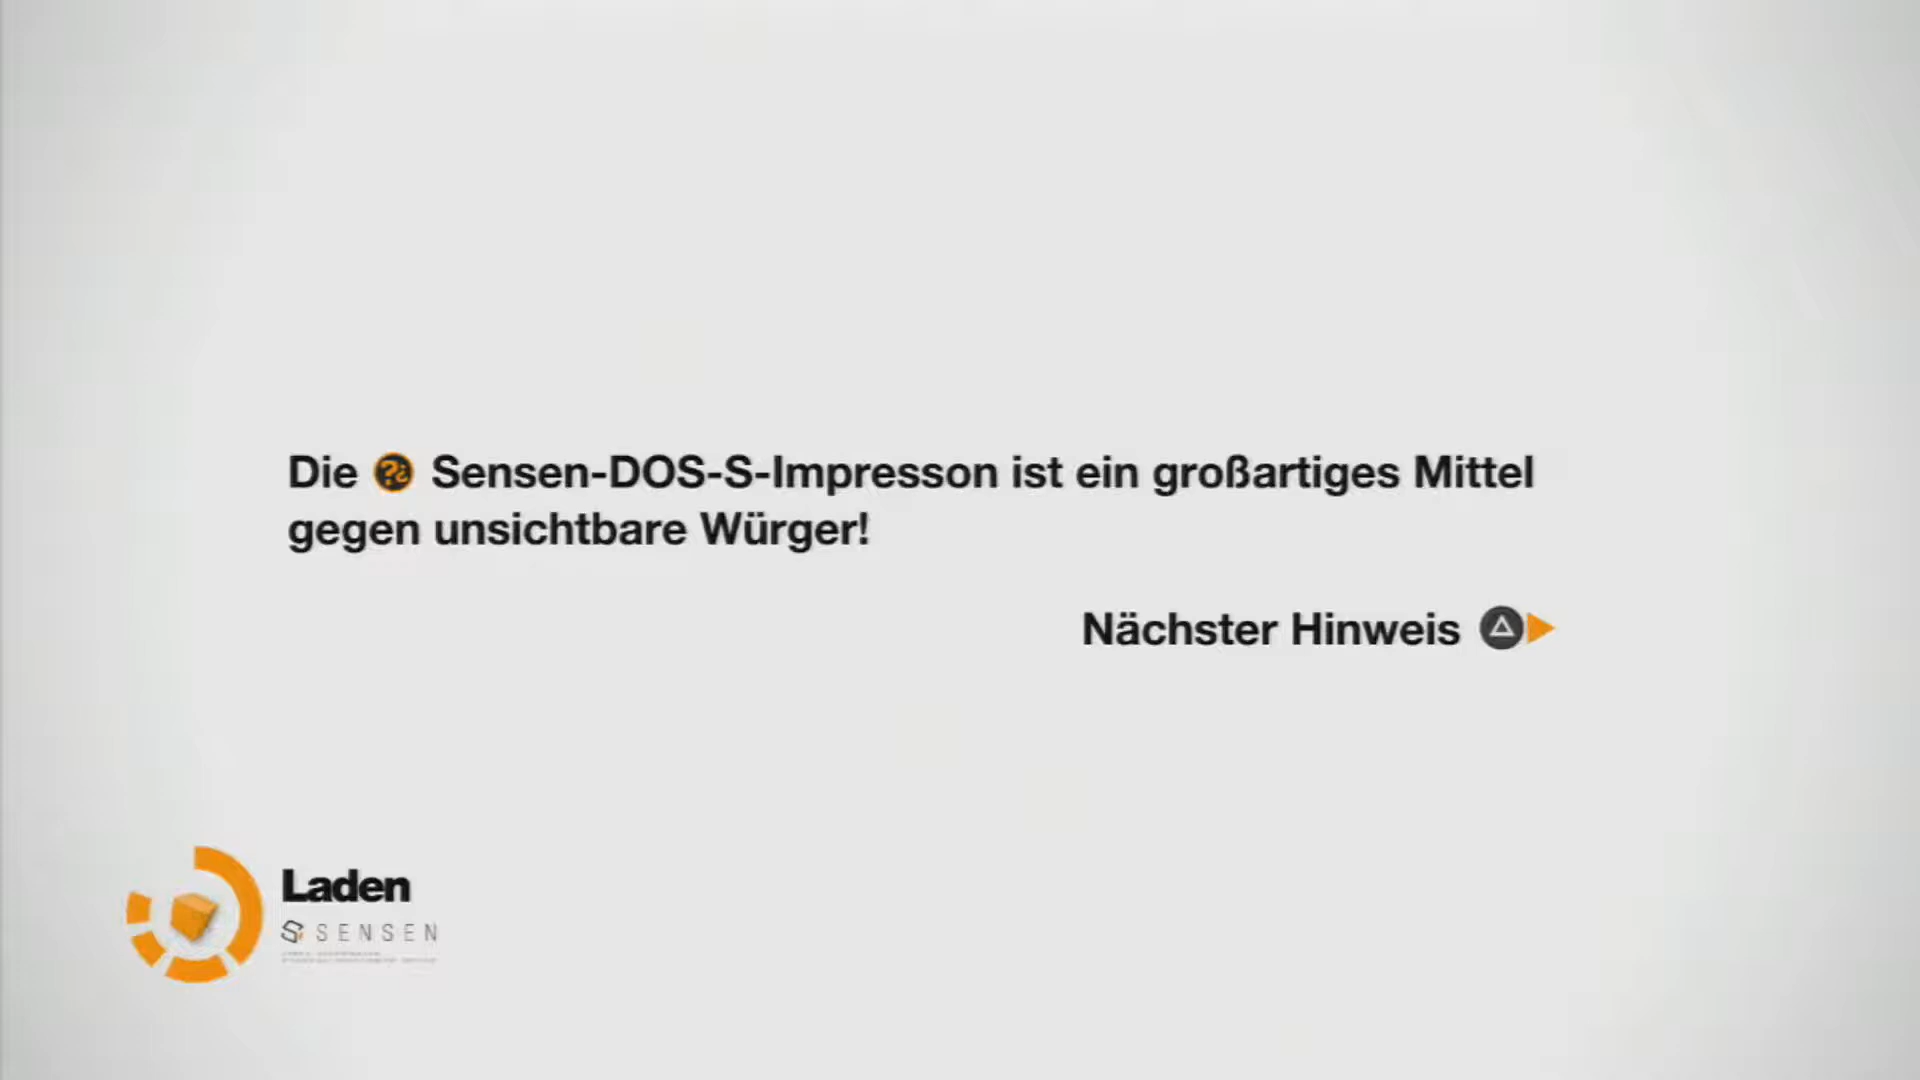 Die ?¿ Sensen-DOS-S-Impresson ist ein großartiges Mittel
gegen unsichtbare Würger!
Nächster Hinweis
Laden
SENSEN